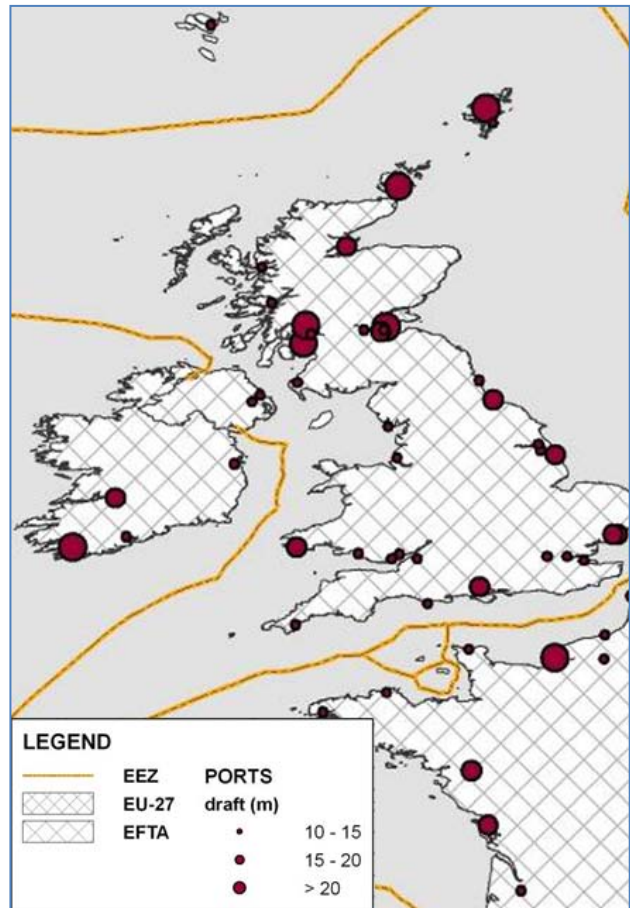 LEGEND
EEZ PORTS
EU-27 draft (m)
EFTA
10 - 15
15 - 20
> 20